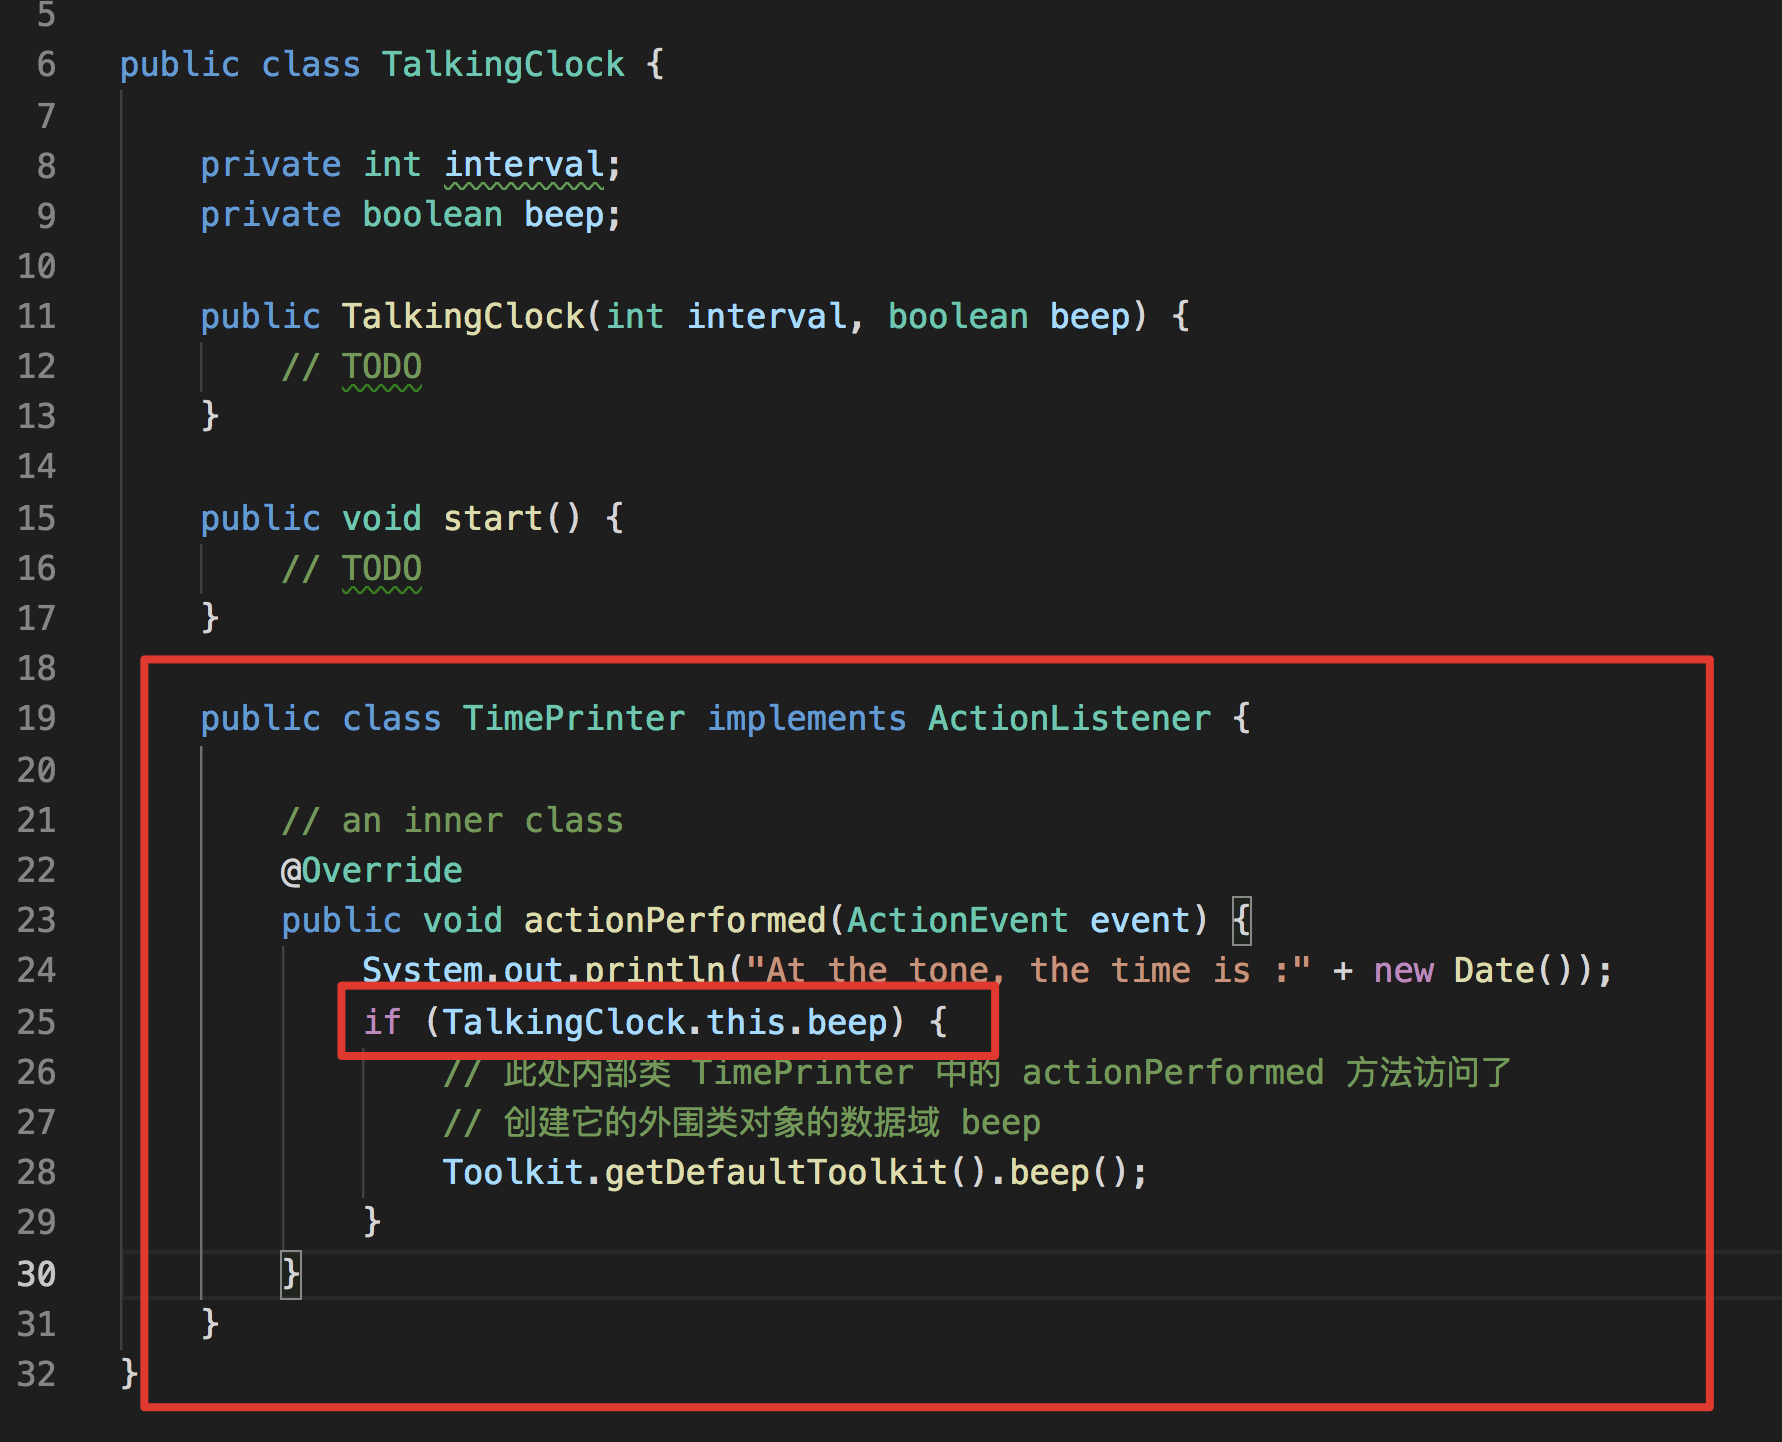 5
6 public class TalkingClock {
7
8 private int interval;
9 private boolean beep;
10
11 public TalkingClock(int interval, boolean beep) {
12 // TODO
13 }
14
15 public void start() {
16 // TODO
17 }
18
19 public class TimePrinter implements ActionListener {
20
21 // an inner class
22 @Override
23 public void actionPerformed(ActionEvent event) {
24 System.out.println("At the tone, the time is :" + new Date());
25 if (TalkingClock.this.beep) {
26 // 此处内部类 TimePrinter 中的 actionPerformed 方法访问了
27 // 创建它的外围类对象的数据域 beep
28 Toolkit.getDefaultToolkit().beep();
29 }
30 }
31 }
32 }